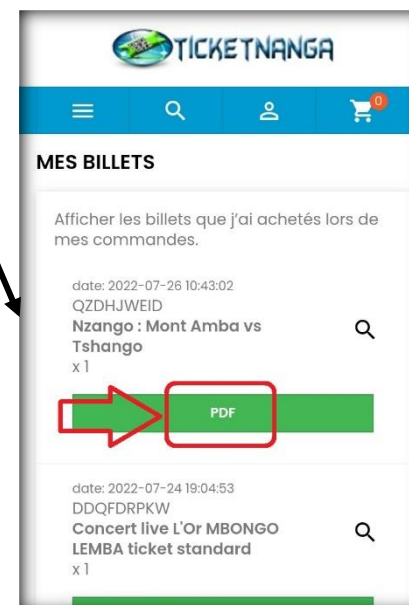 TICKETNANGA
0
MES BILLETS
Afficher les billets que j'ai achetés lors de
mes commandes.
date: 2022-07-26 10:43:02
QZDHJWEID
Nzango : Mont Amba vs
Tshango
x 1
PDF
date: 2022-07-24 19:04:53
DDQFDRPKW
Concert live L'Or MBONGO
LEMBA ticket standard
x 1